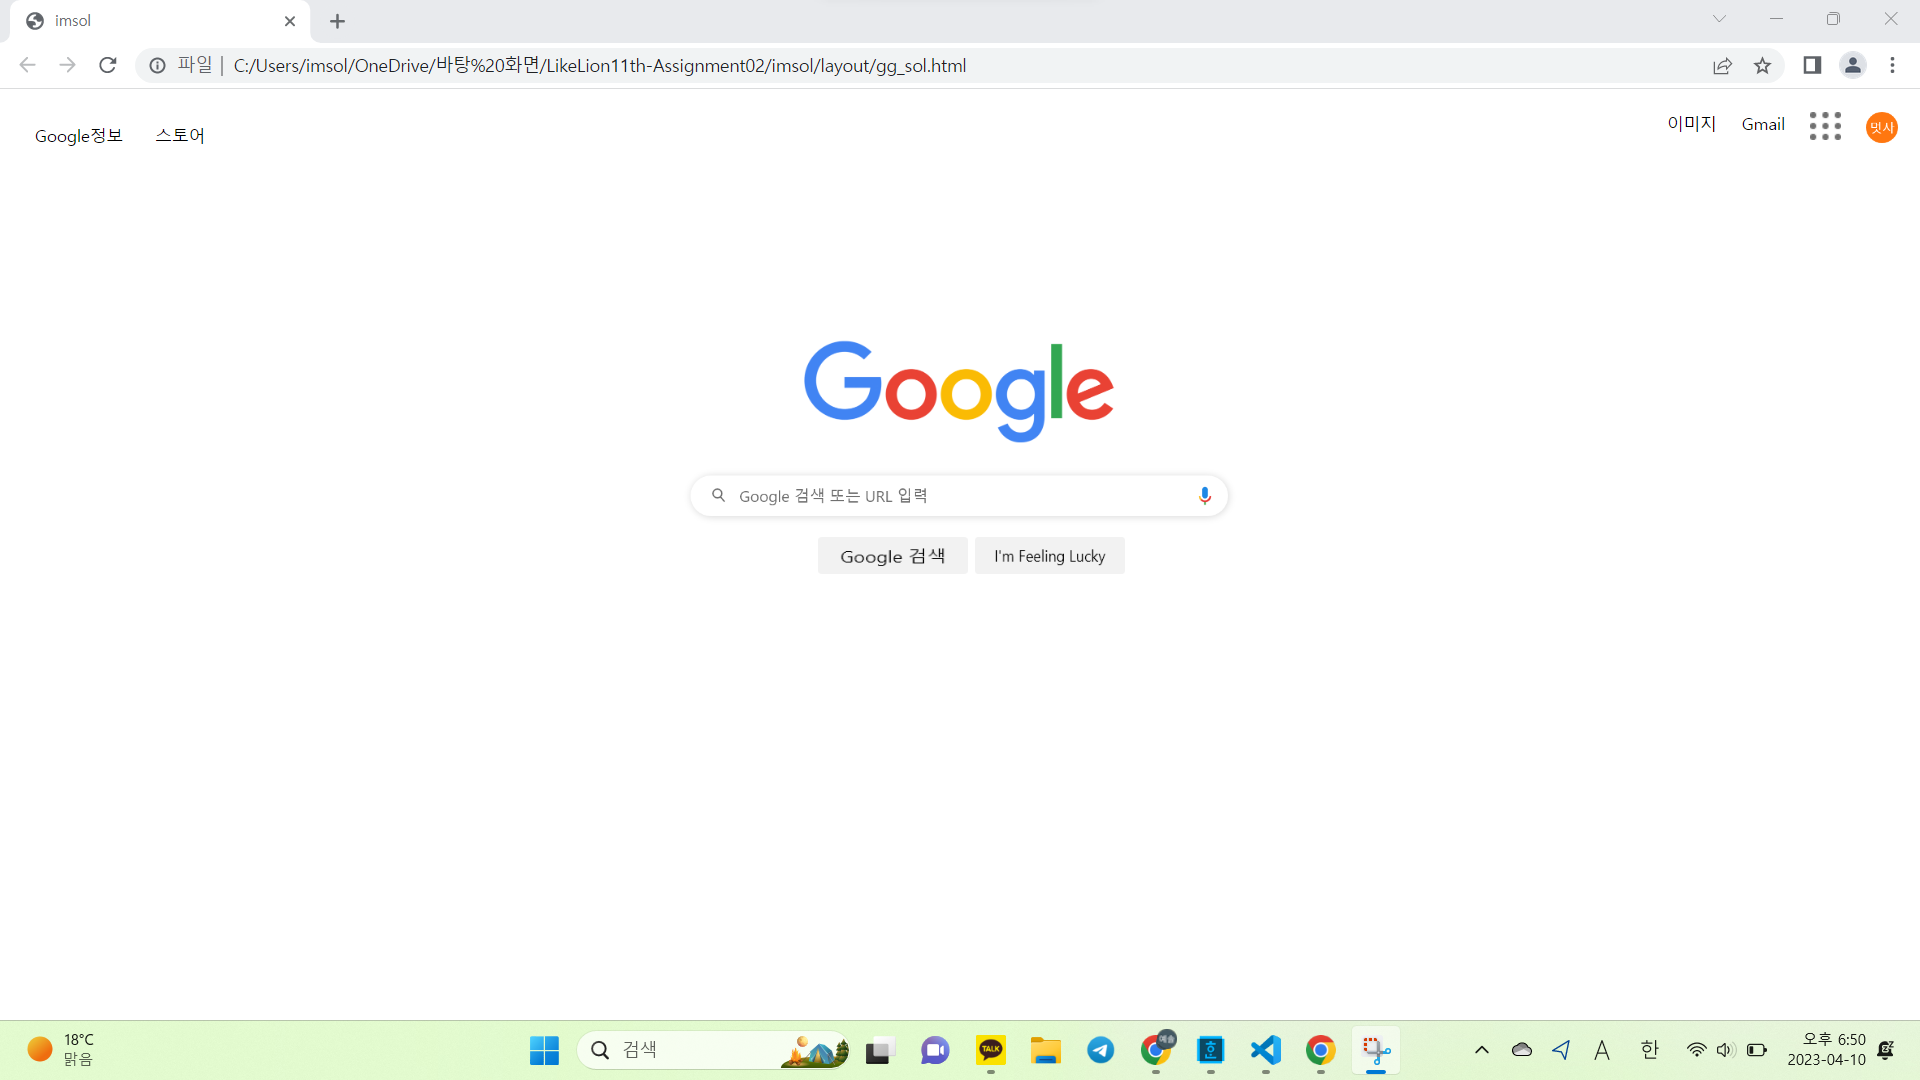 imsol
파일 | C:/Users/imsol/OneDrive/바탕%20화면/LikeLion11th-Assignment02/imsol/layout/gg_sol.html
Google정보 스토어 이미지 Gmail 멋사
Google
Google 검색 또는 URL 입력
Google 검색 I'm Feeling Lucky
18°C
맑음
검색
TALK
예솔
훈
A 한
오후 6:50
2023-04-10